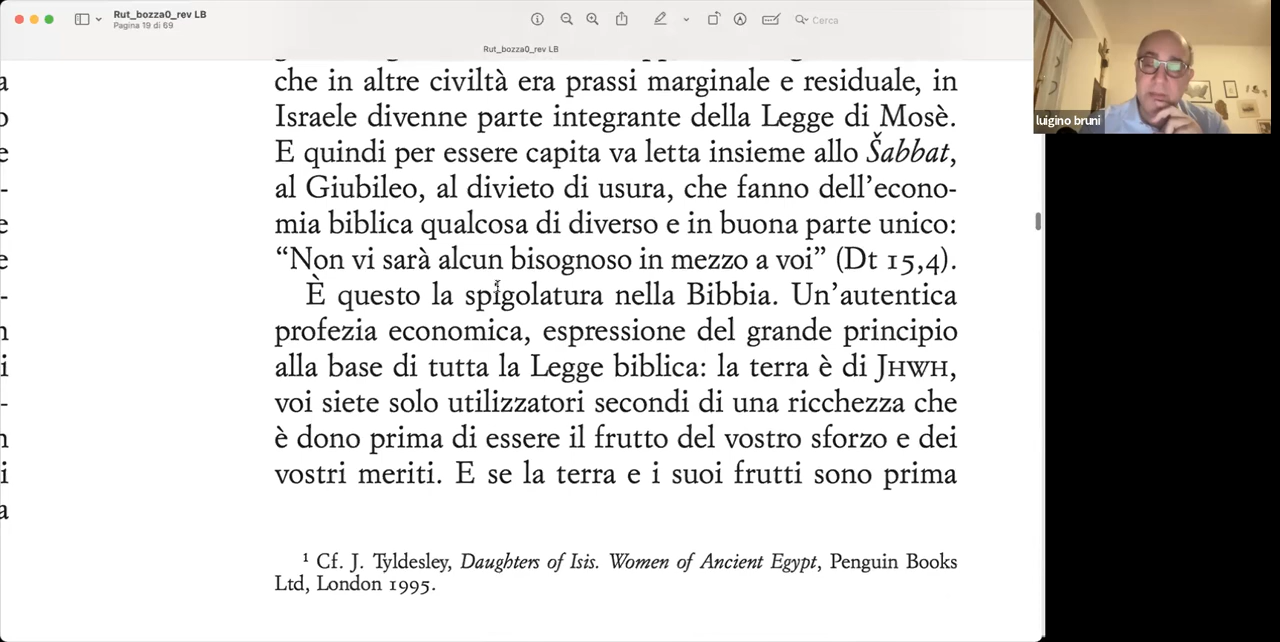 Rut_bozza0_rev LB
Pagina 19 di 69
Cerca
Rut_bozza0_rev LB
luigino bruni
che in altre civiltà era prassi marginale e residuale, in
Israele divenne parte integrante della Legge di Mosè.
E quindi per essere capita va letta insieme allo Šabbat,
al Giubileo, al divieto di usura, che fanno dell’econo-
mia biblica qualcosa di diverso e in buona parte unico:
“Non vi sarà alcun bisognoso in mezzo a voi” (Dt 15,4).
È questo la spigolatura nella Bibbia. Un’autentica
profezia economica, espressione del grande principio
alla base di tutta la Legge biblica: la terra è di JHWH,
voi siete solo utilizzatori secondi di una ricchezza che
è dono prima di essere il frutto del vostro sforzo e dei
vostri meriti. E se la terra e i suoi frutti sono prima
¹ Cf. J. Tyldesley, Daughters of Isis. Women of Ancient Egypt, Penguin Books
Ltd, London 1995.